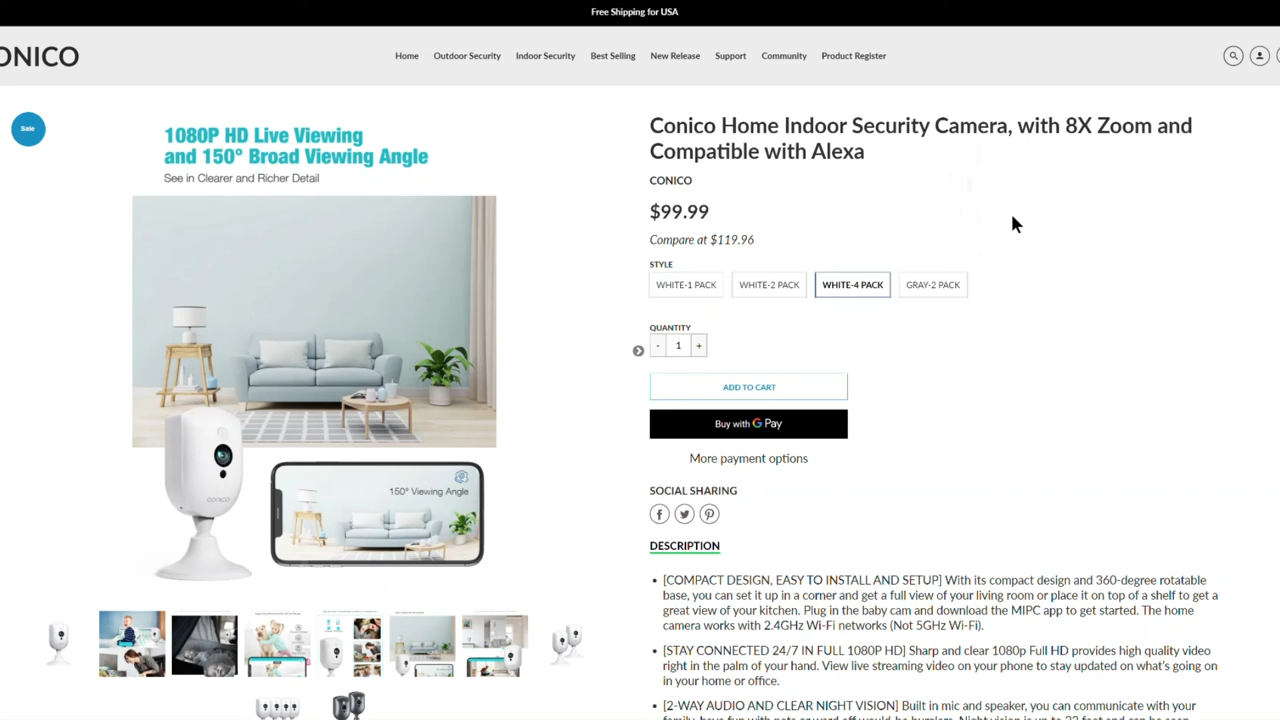 Free Shipping for USA
ONICO
Home
Outdoor Security
Indoor Security
Best Selling
New Release
Support
Community
Product Register
Sale
1080P HD Live Viewing
and 150° Broad Viewing Angle
See in Clearer and Richer Detail
conico
150° Viewing Angle
Conico Home Indoor Security Camera, with 8X Zoom and
Compatible with Alexa
CONICO
$99.99
Compare at $119.96
STYLE
WHITE-1 PACK
WHITE-2 PACK
WHITE-4 PACK
GRAY-2 PACK
QUANTITY
- 1 +
ADD TO CART
Buy with G Pay
More payment options
SOCIAL SHARING
DESCRIPTION
• [COMPACT DESIGN, EASY TO INSTALL AND SETUP] With its compact design and 360-degree rotatable
base, you can set it up in a corner and get a full view of your living room or place it on top of a shelf to get a
great view of your kitchen. Plug in the baby cam and download the MIPC app to get started. The home
camera works with 2.4GHz Wi-Fi networks (Not 5GHz Wi-Fi).
• [STAY CONNECTED 24/7 IN FULL 1080P HD] Sharp and clear 1080p Full HD provides high quality video
right in the palm of your hand. View live streaming video on your phone to stay updated on what's going on
in your home or office.
• [2-WAY AUDIO AND CLEAR NIGHT VISION] Built in mic and speaker, you can communicate with your